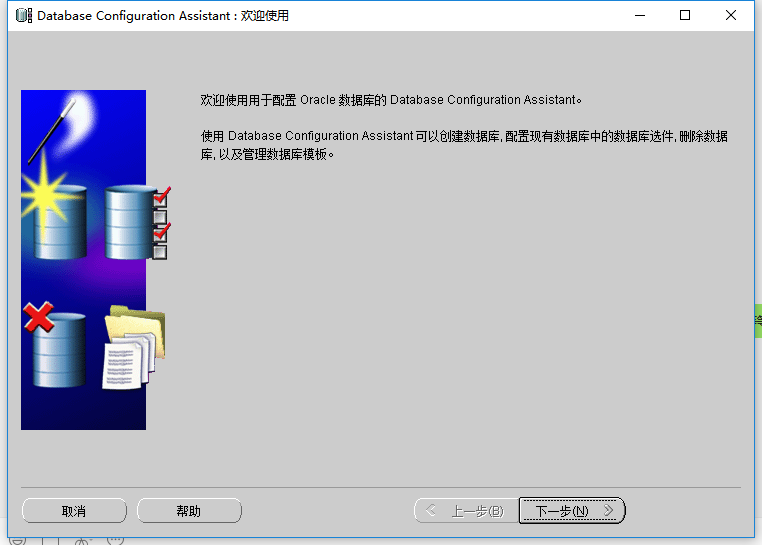 Database Configuration Assistant : 欢迎使用
欢迎使用用于配置 Oracle 数据库的 Database Configuration Assistant。
使用 Database Configuration Assistant 可以创建数据库, 配置现有数据库中的数据库选件, 删除数据
库, 以及管理数据库模板。
取消
帮助
上一步(B)
下一步(N)